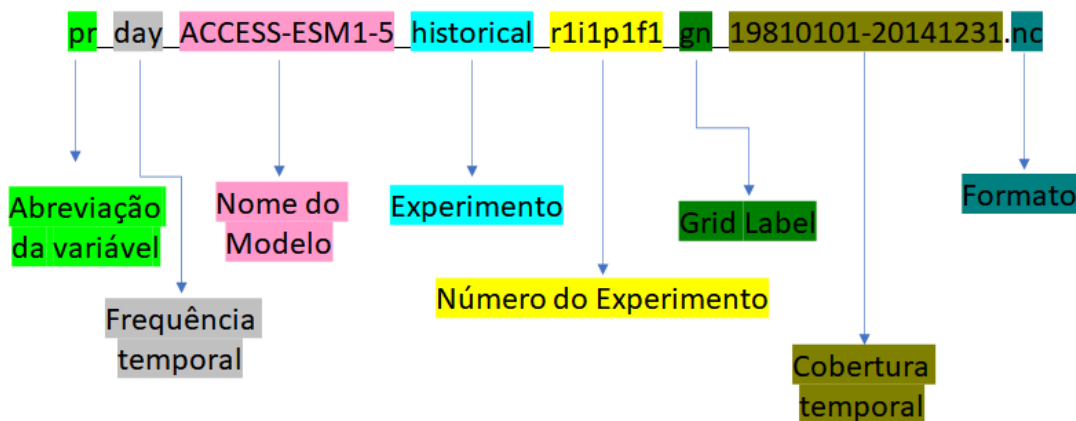 pr_day_ACCESS-ESM1-5_historical_r1i1p1f1_gn_19810101-20141231.nc
Abreviação
da variável
Nome do
Modelo
Experimento
Grid Label
Formato
Frequência
temporal
Número do Experimento
Cobertura
temporal